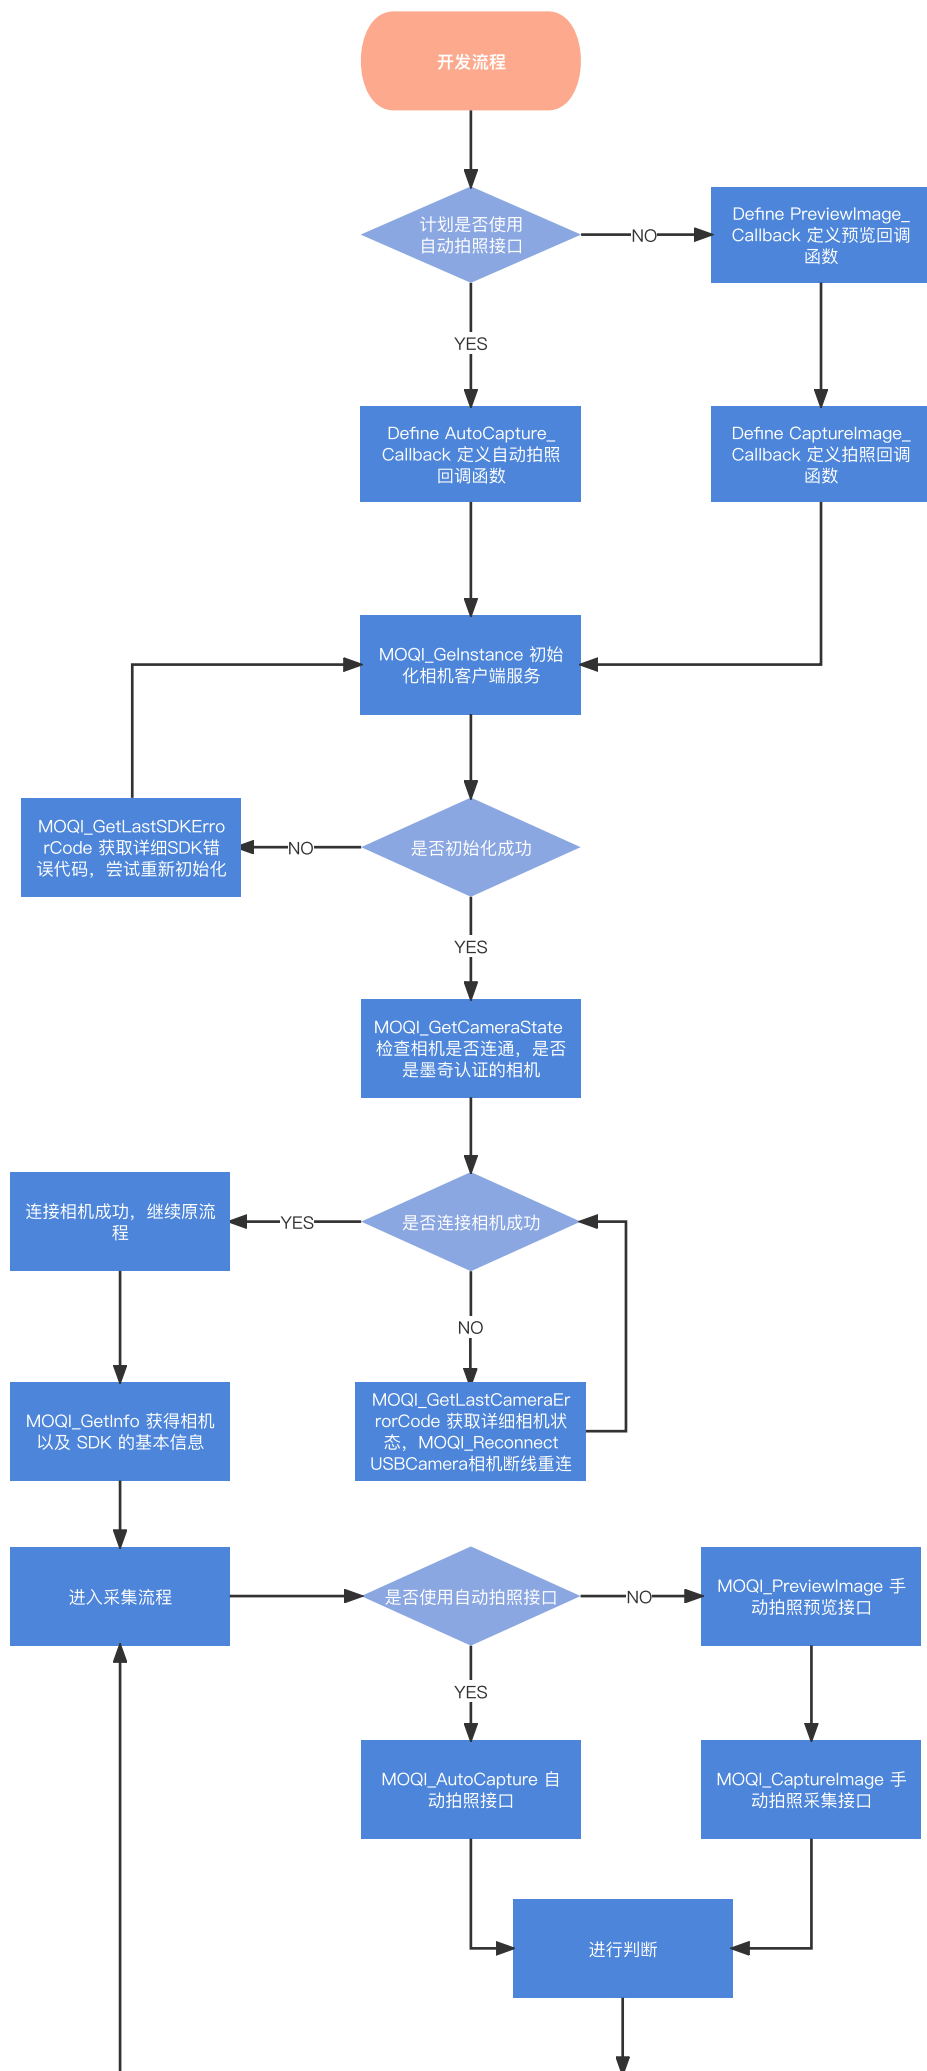 开发流程
计划是否使用
自动拍照接口
NO
Define PreviewImage_
Callback 定义预览回调
函数
YES
Define AutoCapture_
Callback 定义自动拍照
回调函数
Define CaptureImage_
Callback 定义拍照回调
函数
MOQI_GeInstance 初始
化相机客户端服务
MOQI_GetLastSDKErro
rCode 获取详细SDK错
误代码，尝试重新初始化
NO
是否初始化成功
YES
MOQI_GetCameraState
检查相机是否连通，是否
是墨奇认证的相机
连接相机成功，继续原流
程
YES
是否连接相机成功
NO
MOQI_GetInfo 获得相机
以及 SDK 的基本信息
MOQI_GetLastCameraEr
rorCode 获取详细相机状
态，MOQI_Reconnect
USBCamera相机断线重连
进入采集流程
是否使用自动拍照接口
NO
MOQI_PreviewImage 手
动拍照预览接口
YES
MOQI_AutoCapture 自
动拍照接口
MOQI_CaptureImage 手
动拍照采集接口
进行判断